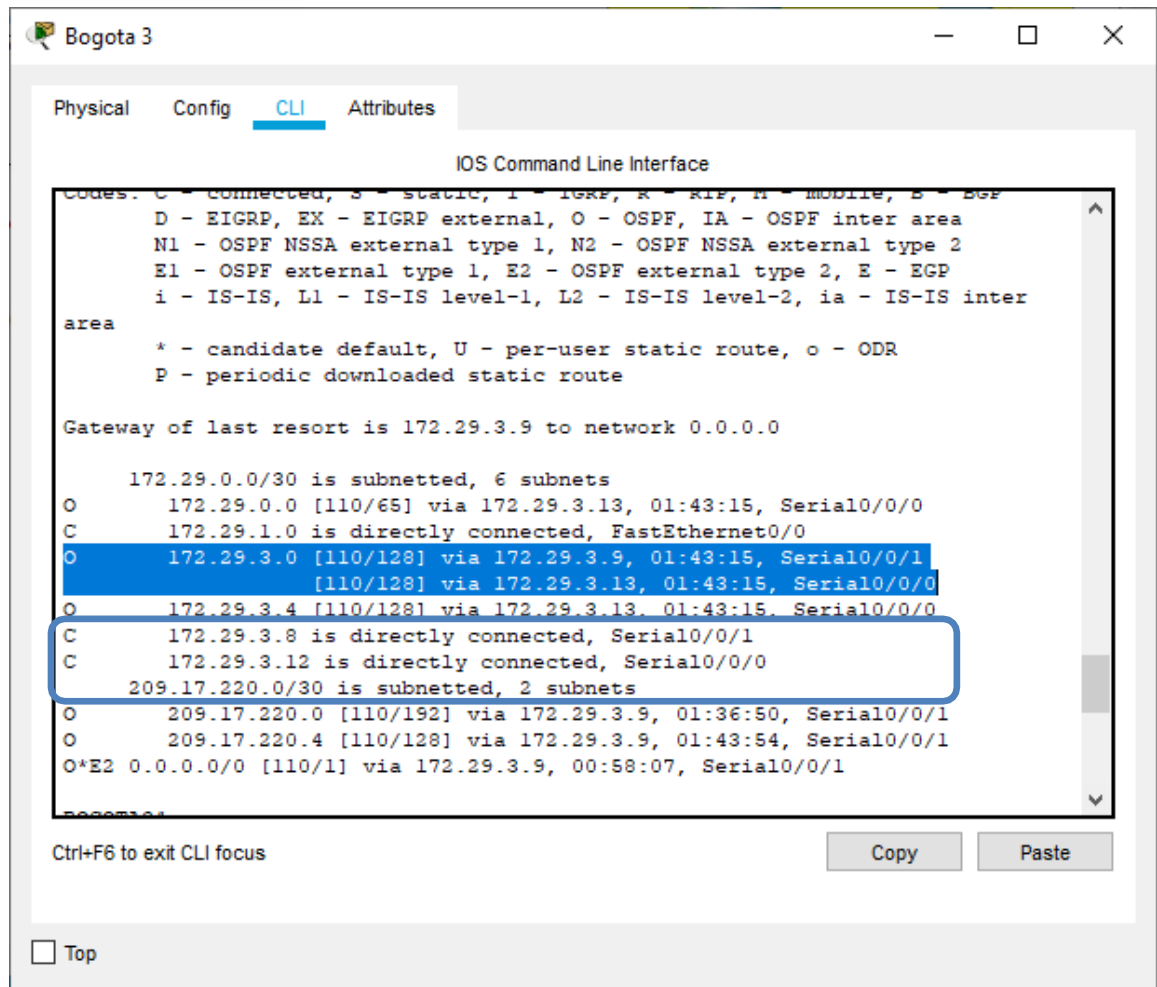 Bogota 3
Physical Config CLI Attributes
IOS Command Line Interface
Codes: C - connected, S - static, I - IGRP, R - RIP, M - mobile, B - BGP
D - EIGRP, EX - EIGRP external, O - OSPF, IA - OSPF inter area
N1 - OSPF NSSA external type 1, N2 - OSPF NSSA external type 2
E1 - OSPF external type 1, E2 - OSPF external type 2, E - EGP
i - IS-IS, L1 - IS-IS level-1, L2 - IS-IS level-2, ia - IS-IS inter
area
* - candidate default, U - per-user static route, o - ODR
P - periodic downloaded static route
Gateway of last resort is 172.29.3.9 to network 0.0.0.0
172.29.0.0/30 is subnetted, 6 subnets
O 172.29.0.0 [110/65] via 172.29.3.13, 01:43:15, Serial0/0/0
C 172.29.1.0 is directly connected, FastEthernet0/0
O 172.29.3.0 [110/128] via 172.29.3.9, 01:43:15, Serial0/0/1
[110/128] via 172.29.3.13, 01:43:15, Serial0/0/0
O 172.29.3.4 [110/128] via 172.29.3.13, 01:43:15, Serial0/0/0
C 172.29.3.8 is directly connected, Serial0/0/1
C 172.29.3.12 is directly connected, Serial0/0/0
209.17.220.0/30 is subnetted, 2 subnets
O 209.17.220.0 [110/192] via 172.29.3.9, 01:36:50, Serial0/0/1
O 209.17.220.4 [110/128] via 172.29.3.9, 01:43:54, Serial0/0/1
O*E2 0.0.0.0/0 [110/1] via 172.29.3.9, 00:58:07, Serial0/0/1
Ctrl+F6 to exit CLI focus
Copy Paste
Top